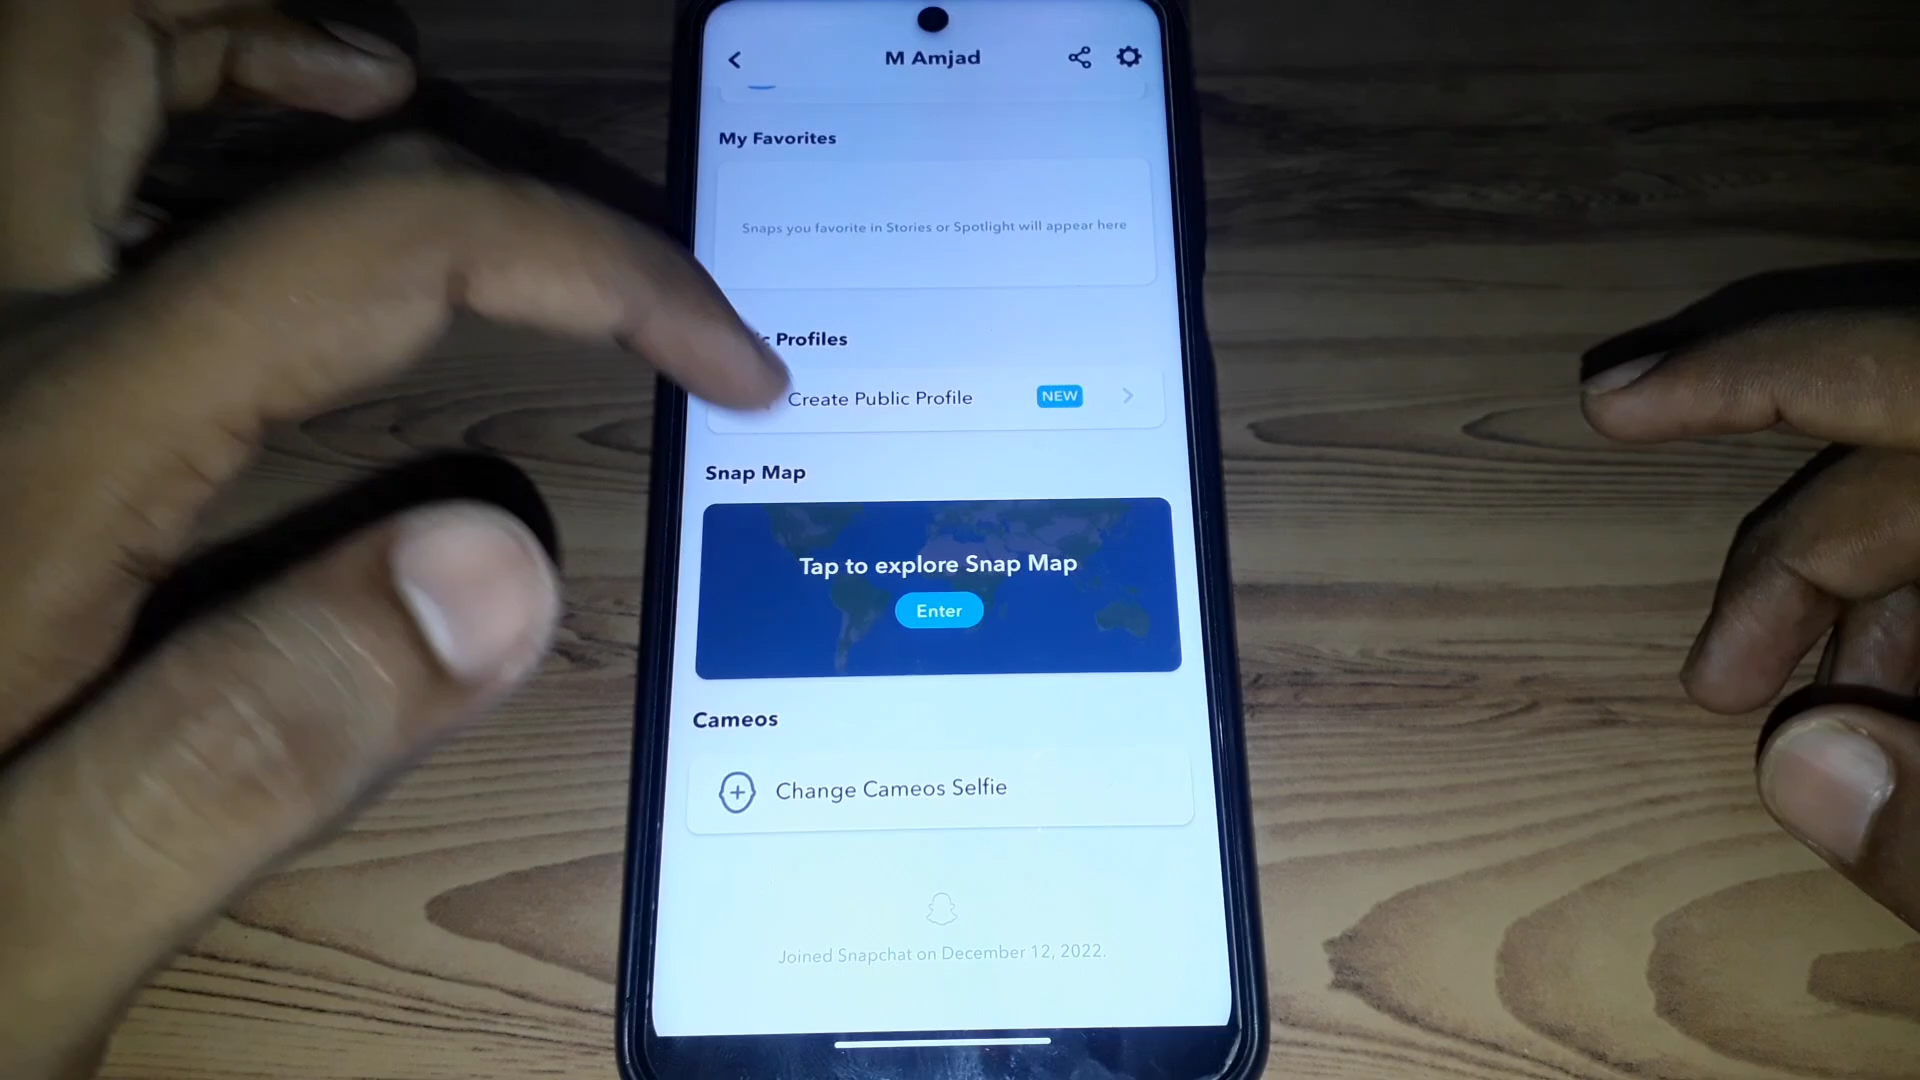 M Amjad
My Favorites
Snaps you favorite in Stories or Spotlight will appear here
Profiles
Create Public Profile NEW
Snap Map
Tap to explore Snap Map
Enter
Cameos
Change Cameos Selfie
Joined Snapchat on December 12, 2022.